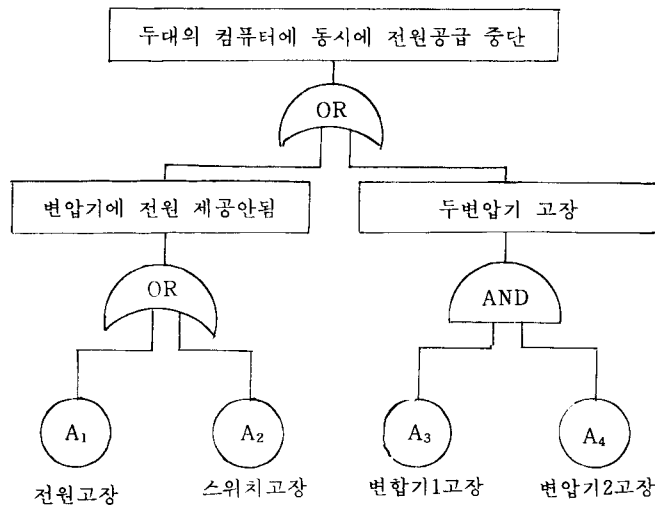 두대의 컴퓨터에 동시에 전원공급 중단
OR
변압기에 전원 제공안됨
두변압기 고장
OR
AND
A₁
A₂
A₃
A₄
전원고장
스위치고장
변합기1고장
변압기2고장